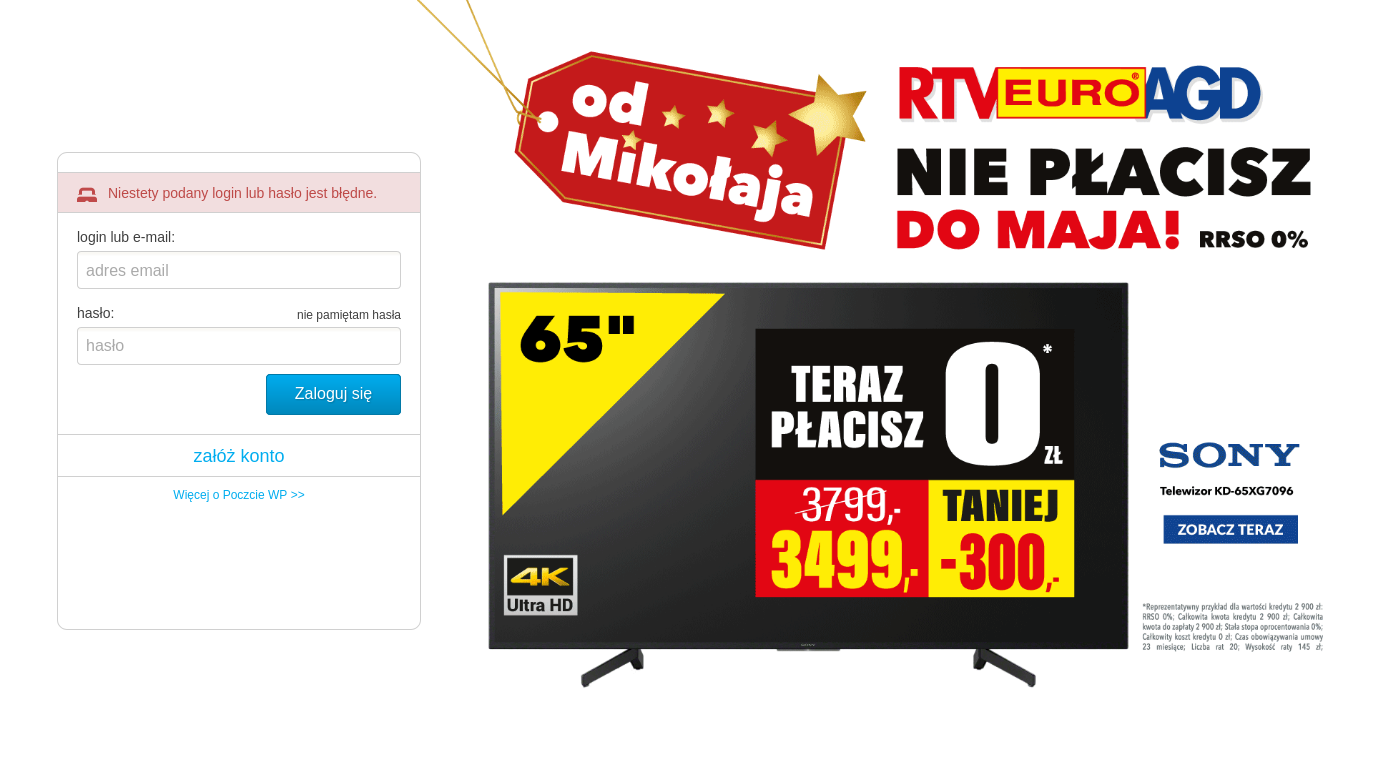 Niestety podany login lub hasło jest błędne.
login lub e-mail:
adres email
hasło:
nie pamiętam hasła
hasło
Zaloguj się
załóż konto
Więcej o Poczcie WP >>
od
Mikołaja
RTV EURO® AGD
NIE PŁACISZ
DO MAJA! RRSO 0%
65"
TERAZ
PŁACISZ
0*
ZŁ
3799,-
3499,-
TANIEJ
-300,-
4K
Ultra HD
SONY
SONY
Telewizor KD-65XG7096
ZOBACZ TERAZ
*Reprezentatywny przykład dla wartości kredytu 2 900 zł:
RRSO 0%; Całkowita kwota kredytu 2 900 zł; Całkowita
kwota do zapłaty 2 900 zł; Stała stopa oprocentowania 0%;
Całkowity koszt kredytu 0 zł; Czas obowiązywania umowy
23 miesiące; Liczba rat 20; Wysokość raty 145 zł;